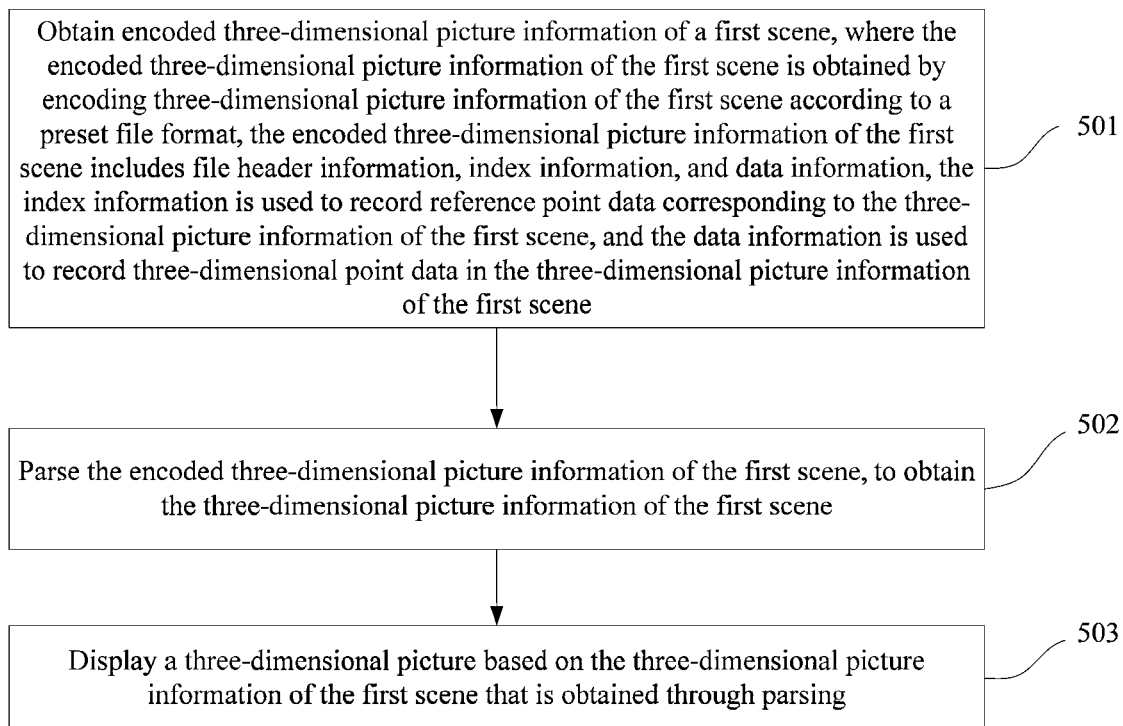 Obtain encoded three-dimensional picture information of a first scene, where the
encoded three-dimensional picture information of the first scene is obtained by
encoding three-dimensional picture information of the first scene according to a
preset file format, the encoded three-dimensional picture information of the first
scene includes file header information, index information, and data information, the
index information is used to record reference point data corresponding to the three-
dimensional picture information of the first scene, and the data information is used
to record three-dimensional point data in the three-dimensional picture information
of the first scene
501
Parse the encoded three-dimensional picture information of the first scene, to obtain
the three-dimensional picture information of the first scene
502
Display a three-dimensional picture based on the three-dimensional picture
information of the first scene that is obtained through parsing
503